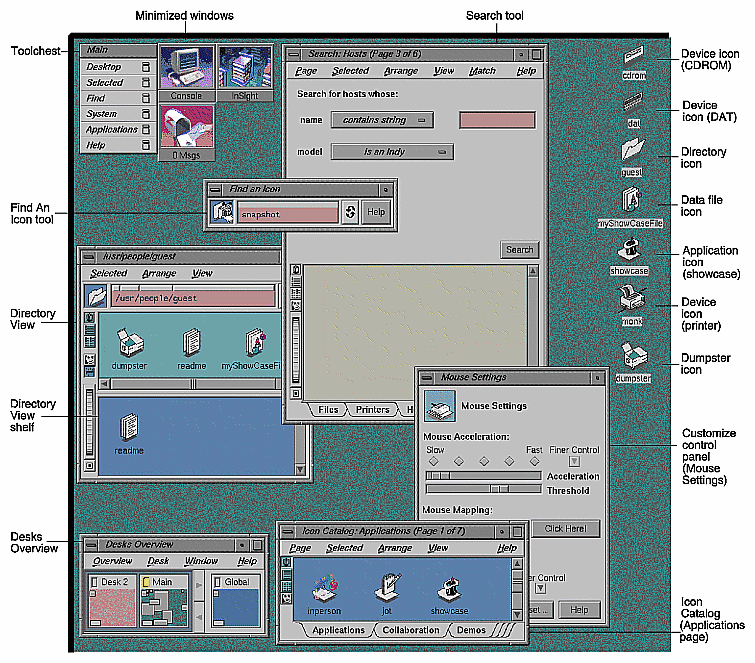 Minimized windows
Search tool
Toolchest
Main
Desktop
Selected
Find
System
Applications
Help
Console
InSight
0 Msgs
Search: Hosts (Page 3 of 6)
Page Selected Arrange View Match Help
Search for hosts whose:
name
contains string
model
is an Indy
Search
Files
Printers
H
cdrom
Device icon
(CDROM)
dat
Device
icon (DAT)
guest
Directory
icon
myShowCaseFile
Data file
icon
showcase
Application
icon
(showcase)
monk
Device
icon
(printer)
dumpster
Dumpster
icon
Find An
Icon tool
Find an Icon
snapshot
Help
Directory
View
/usr/people/guest
Selected Arrange View
/usr/people/guest
dumpster
readme
myShowCaseFi
Directory
View
shelf
readme
Mouse Settings
Mouse Settings
Mouse Acceleration:
Slow
Fast
Finer Control
Acceleration
Threshold
Mouse Mapping:
Click Here!
er Control
set...
Help
Customize
control
panel
(Mouse
Settings)
Desks
Overview
Desks Overview
Overview Desk Window Help
Desk 2
Main
Global
Icon Catalog: Applications (Page 1 of 7)
Page Selected Arrange View Help
inperson
jot
showcase
Applications
Collaboration
Demos
Icon
Catalog
(Applications
page)